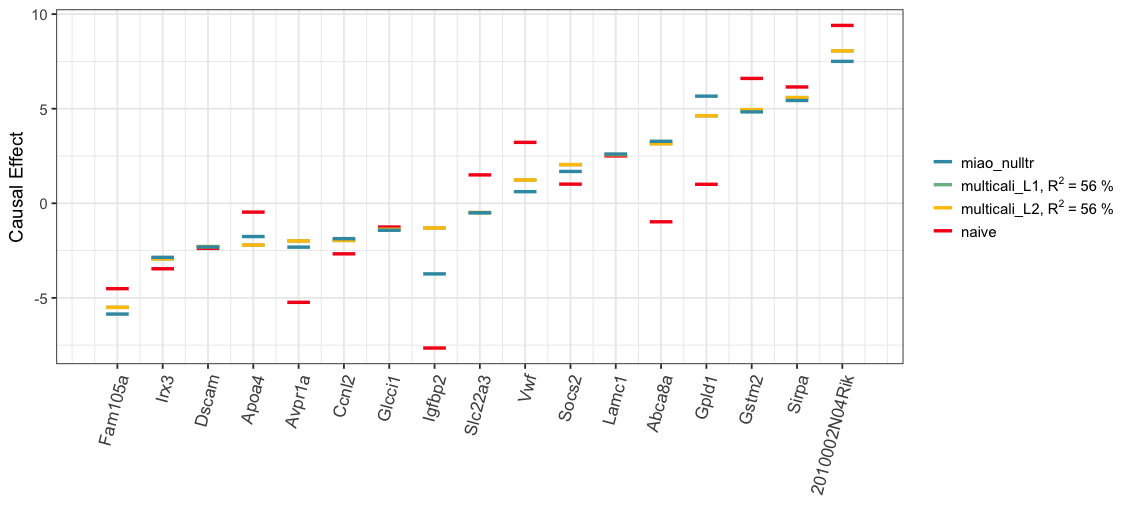 10
5
0
-5
Causal Effect
Fam105a
Irx3
Dscam
Apoa4
Avpr1a
Ccnl2
Glcci1
Igfbp2
Slc22a3
Vwf
Socs2
Lamc1
Abca8a
Gpld1
Gstm2
Sirpa
2010002N04Rik
miao_nulltr
multicali_L1, R² = 56 %
multicali_L2, R² = 56 %
naive